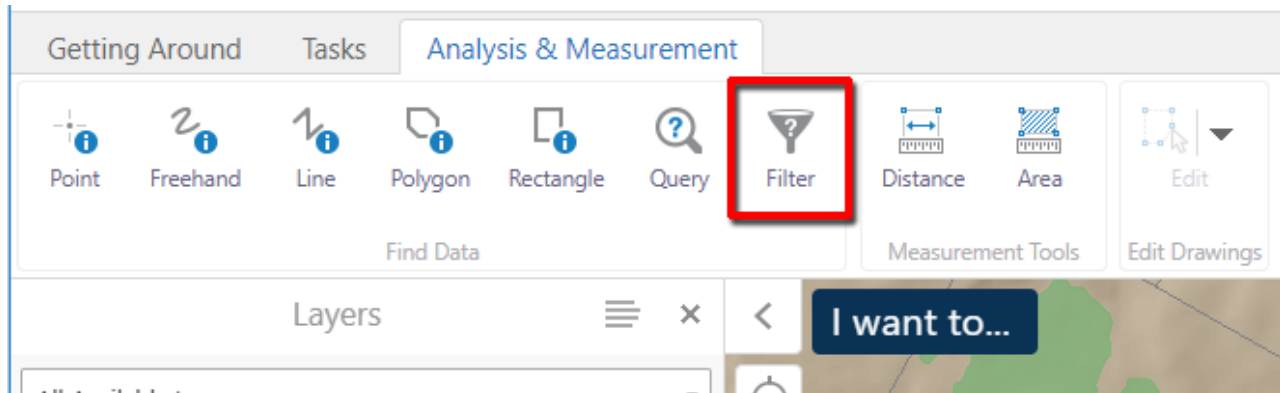 Getting Around Tasks Analysis & Measurement
Point Freehand Line Polygon Rectangle Query Filter Distance Area Edit
Find Data Measurement Tools Edit Drawings
Layers
I want to...